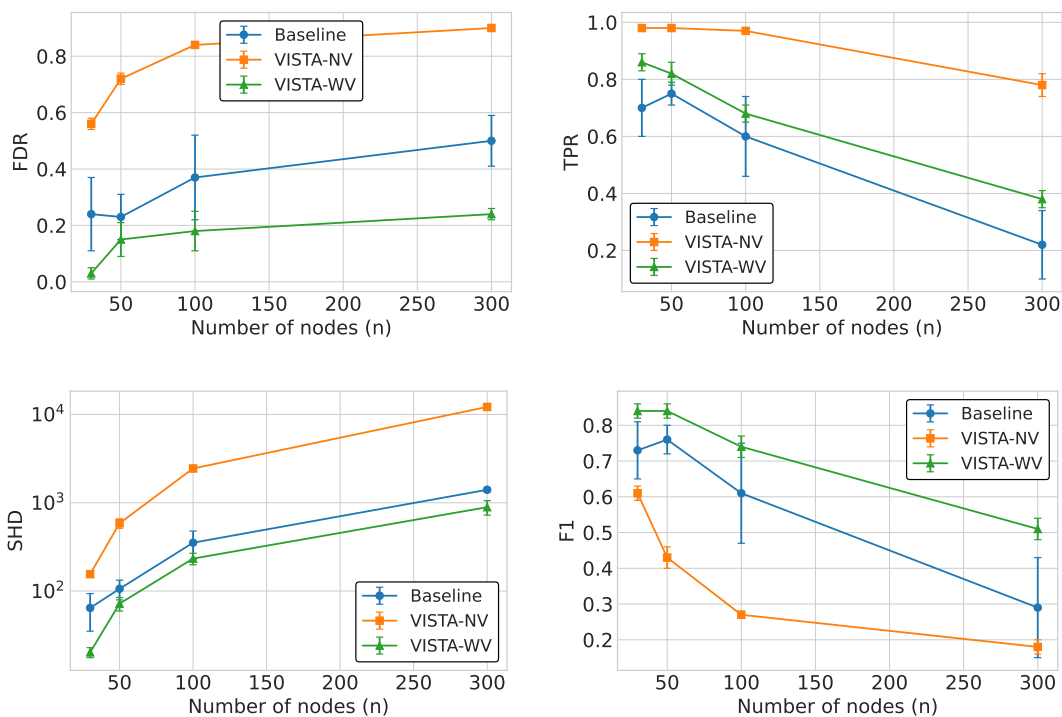 FDR
0.8
0.6
0.4
0.2
0.0
50
100
150
200
250
300
Number of nodes (n)
Baseline
VISTA-NV
VISTA-WV
TPR
1.0
0.8
0.6
0.4
0.2
50
100
150
200
250
300
Number of nodes (n)
Baseline
VISTA-NV
VISTA-WV
SHD
10⁴
10³
10²
50
100
150
200
250
300
Number of nodes (n)
Baseline
VISTA-NV
VISTA-WV
F1
0.8
0.7
0.6
0.5
0.4
0.3
0.2
50
100
150
200
250
300
Number of nodes (n)
Baseline
VISTA-NV
VISTA-WV